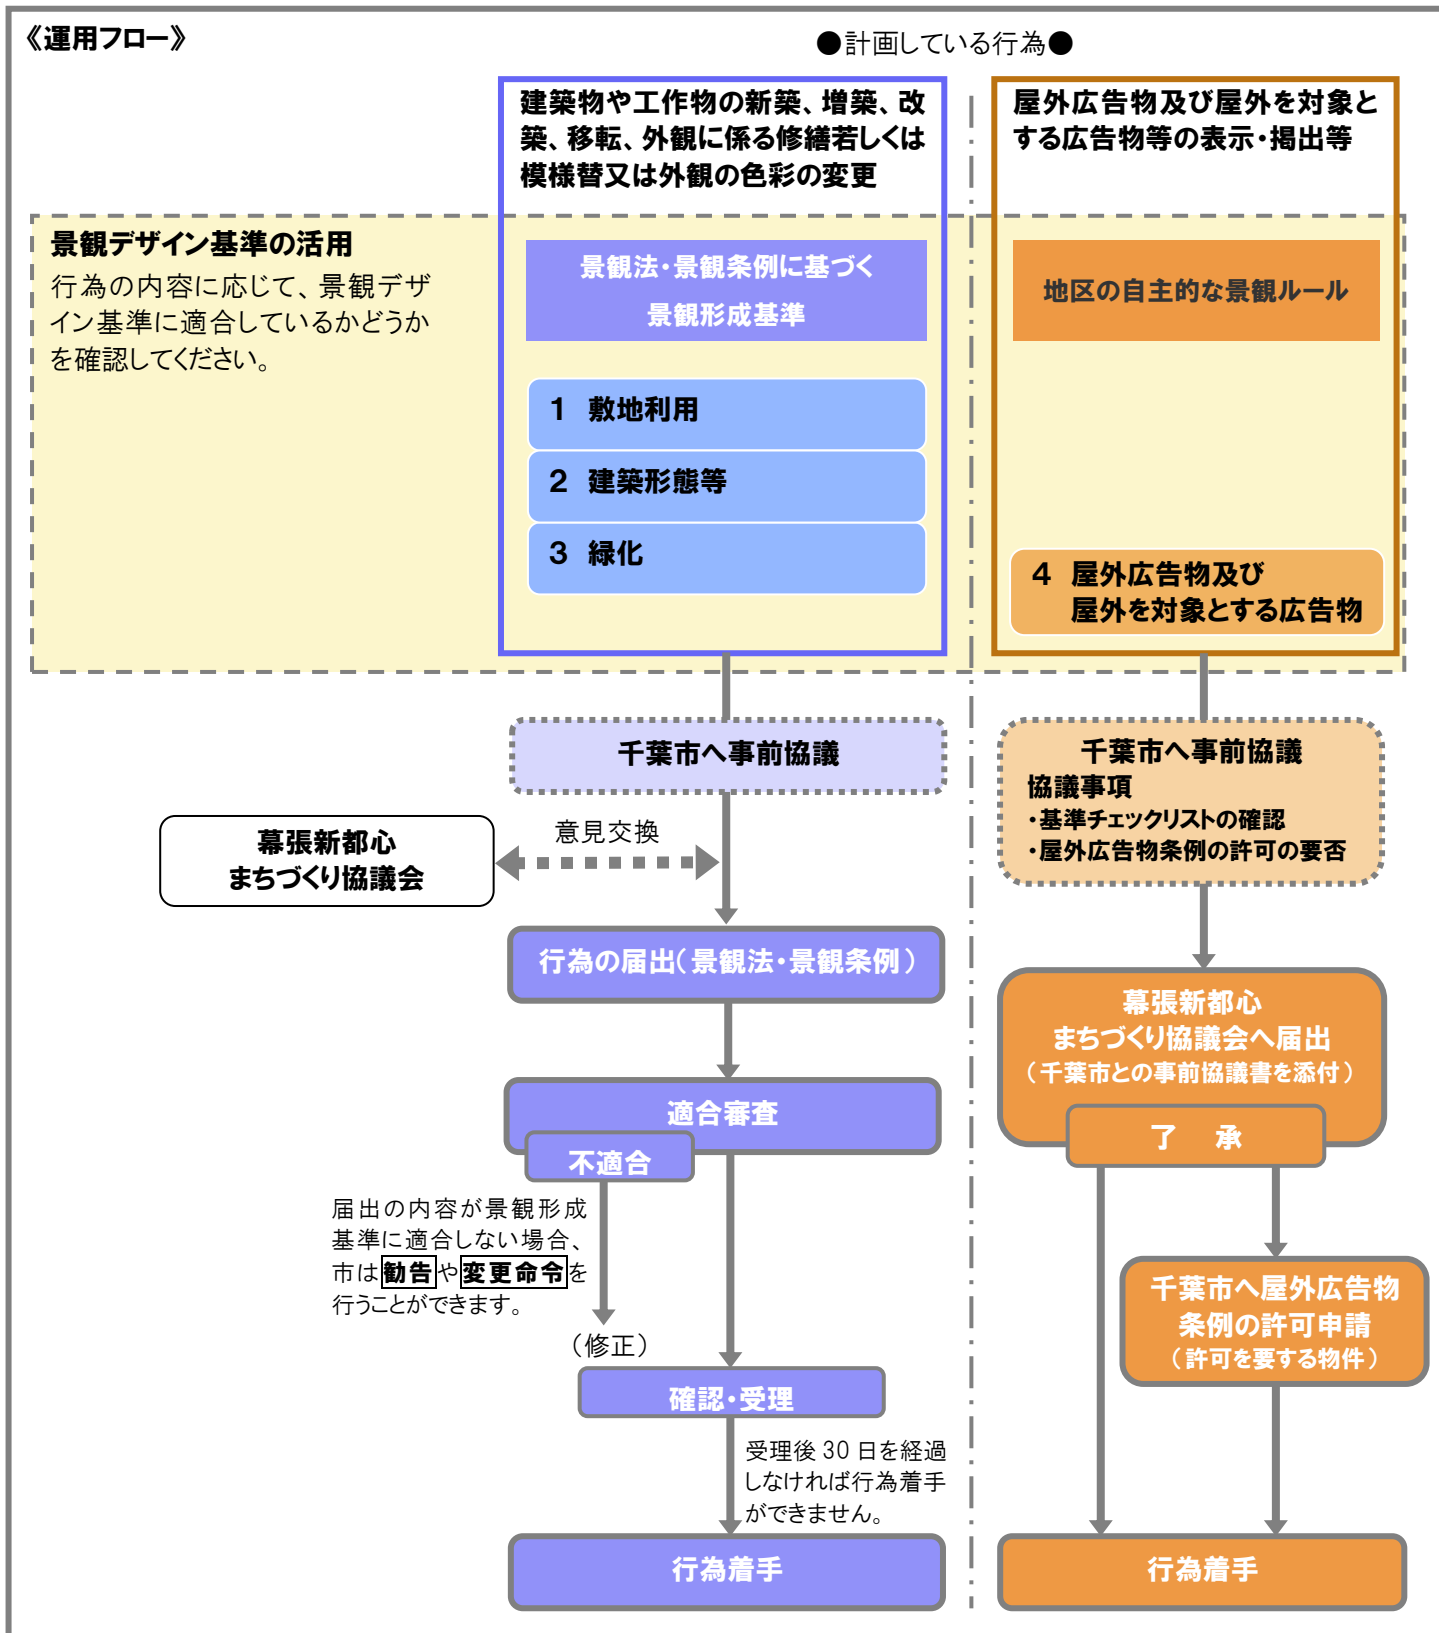 《運用フロー》
●計画している行為●
建築物や工作物の新築、増築、改
築、移転、外観に係る修繕若しくは
模様替又は外観の色彩の変更
屋外広告物及び屋外を対象と
する広告物等の表示・掲出等
景観デザイン基準の活用
行為の内容に応じて、景観デザ
イン基準に適合しているかどうか
を確認してください。
景観法・景観条例に基づく
景観形成基準
地区の自主的な景観ルール
1 敷地利用
2 建築形態等
3 緑化
4 屋外広告物及び
屋外を対象とする広告物
千葉市へ事前協議
幕張新都心
まちづくり協議会
意見交換
行為の届出（景観法・景観条例）
適合審査
不適合
届出の内容が景観形成
基準に適合しない場合、
市は勧告や変更命令を
行うことができます。
（修正）
確認・受理
受理後 30 日を経過
しなければ行為着手
ができません。
行為着手
千葉市へ事前協議
協議事項
・基準チェックリストの確認
・屋外広告物条例の許可の要否
幕張新都心
まちづくり協議会へ届出
（千葉市との事前協議書を添付）
了 承
千葉市へ屋外広告物
条例の許可申請
（許可を要する物件）
行為着手